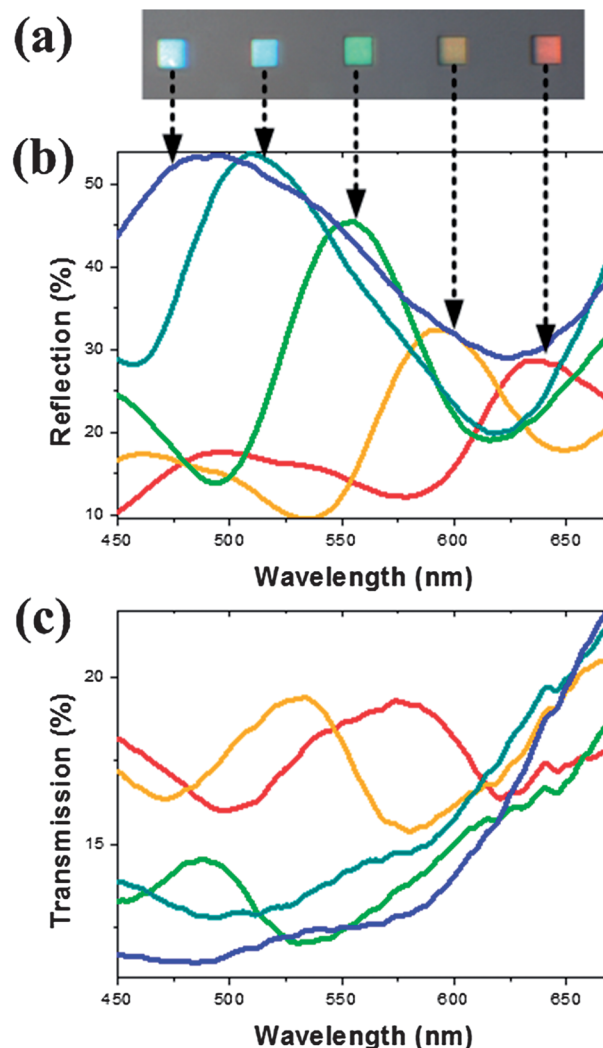 (a)
(b)
50
40
30
20
10
Reflection (%)
450 500 550 600 650
Wavelength (nm)
(c)
20
15
Transmission (%)
450 500 550 600 650
Wavelength (nm)